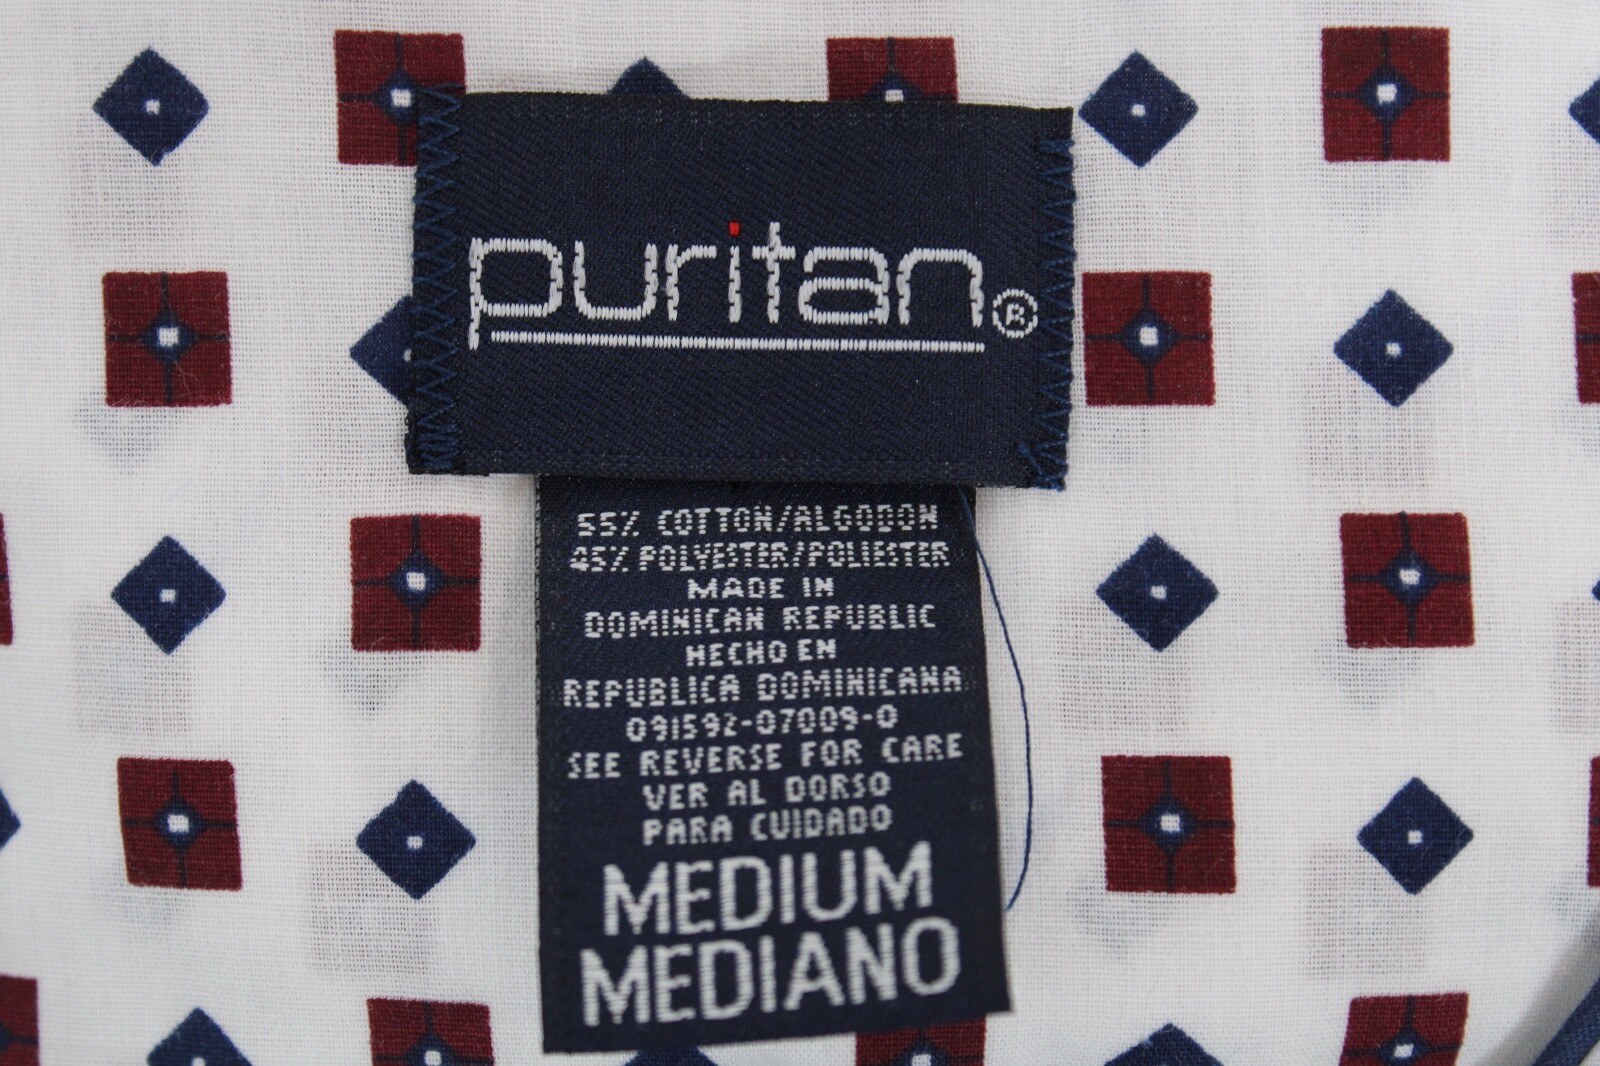 puritan®
55% COTTON/ALGODON
45% POLYESTER/POLIESTER
MADE IN
DOMINICAN REPUBLIC
HECHO EN
REPUBLICA DOMINICANA
091592-07009-0
SEE REVERSE FOR CARE
VER AL DORSO
PARA CUIDADO
MEDIUM
MEDIANO